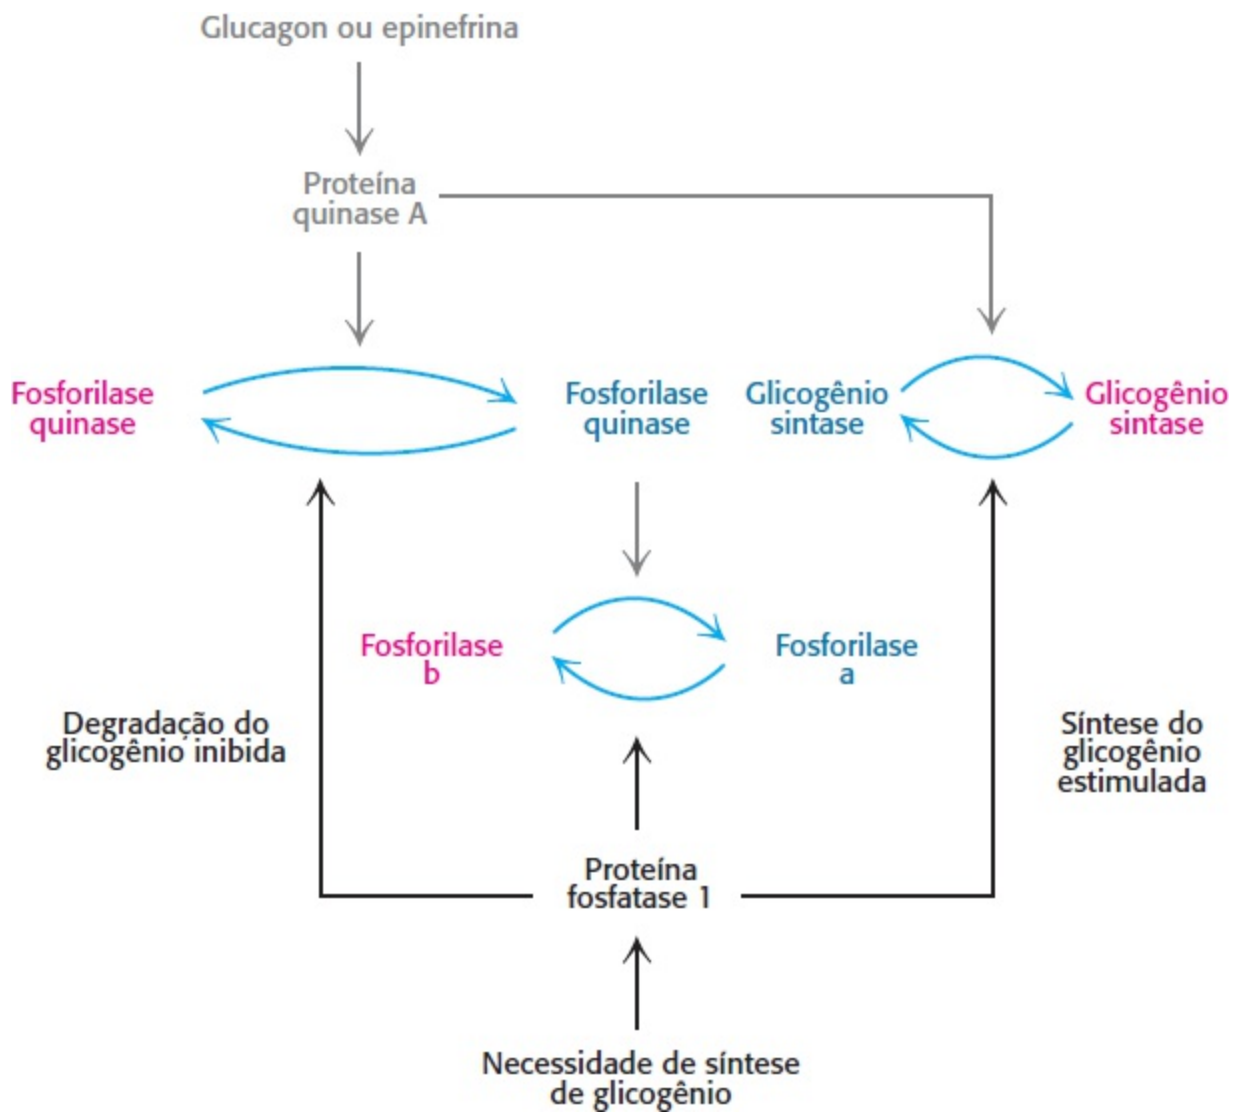 Glucagon ou epinefrina
Proteína
quinase A
Fosforilase
quinase
Fosforilase
quinase
Glicogênio
sintase
Glicogênio
sintase
Fosforilase
b
Fosforilase
a
Degradação do
glicogênio inibida
Síntese do
glicogênio
estimulada
Proteína
fosfatase 1
Necessidade de síntese
de glicogênio